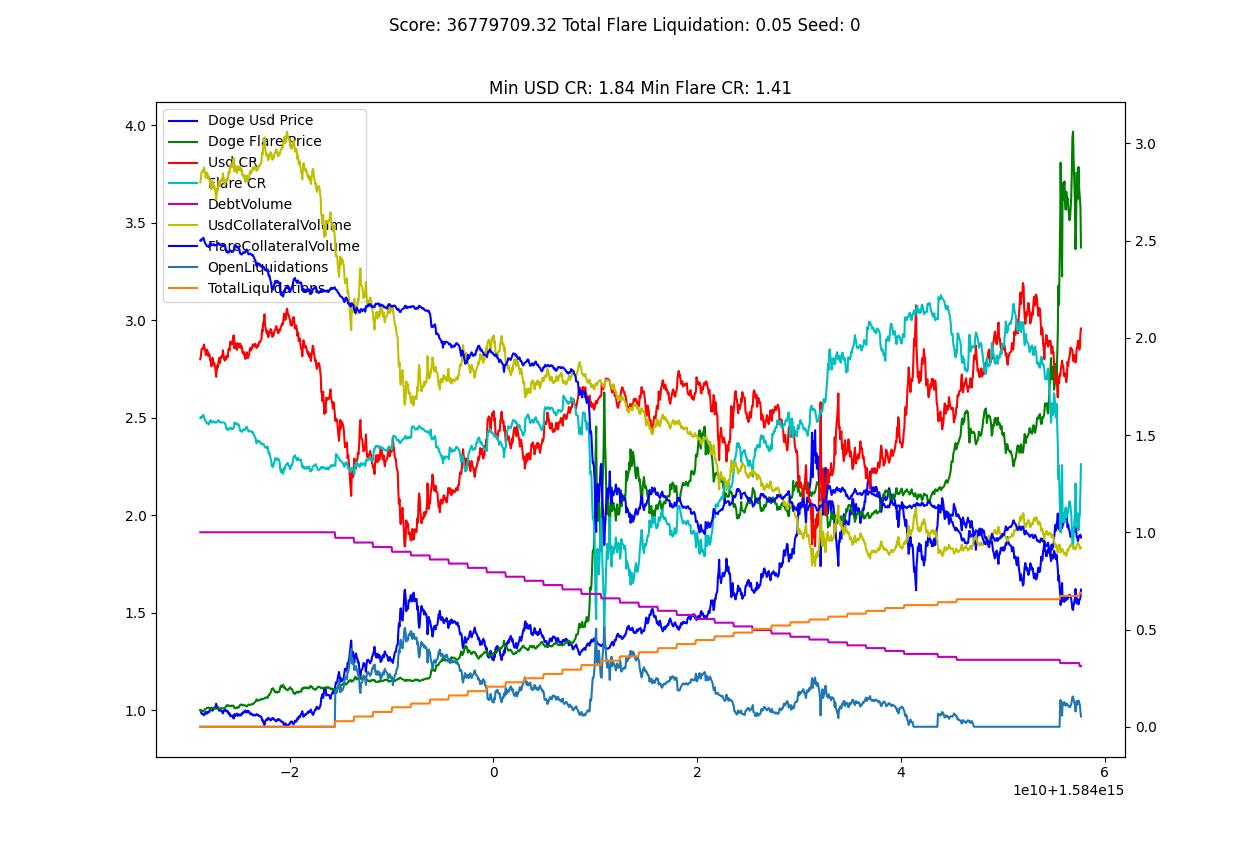 Score: 36779709.32 Total Flare Liquidation: 0.05 Seed: 0
Min USD CR: 1.84 Min Flare CR: 1.41
Doge Usd Price
Doge Flare Price
Usd CR
Flare CR
DebtVolume
UsdCollateralVolume
FlareCollateralVolume
OpenLiquidations
TotalLiquidations
4.0
3.5
3.0
2.5
2.0
1.5
1.0
3.0
2.5
2.0
1.5
1.0
0.5
0.0
−2
0
2
4
6
1e10+1.584e15